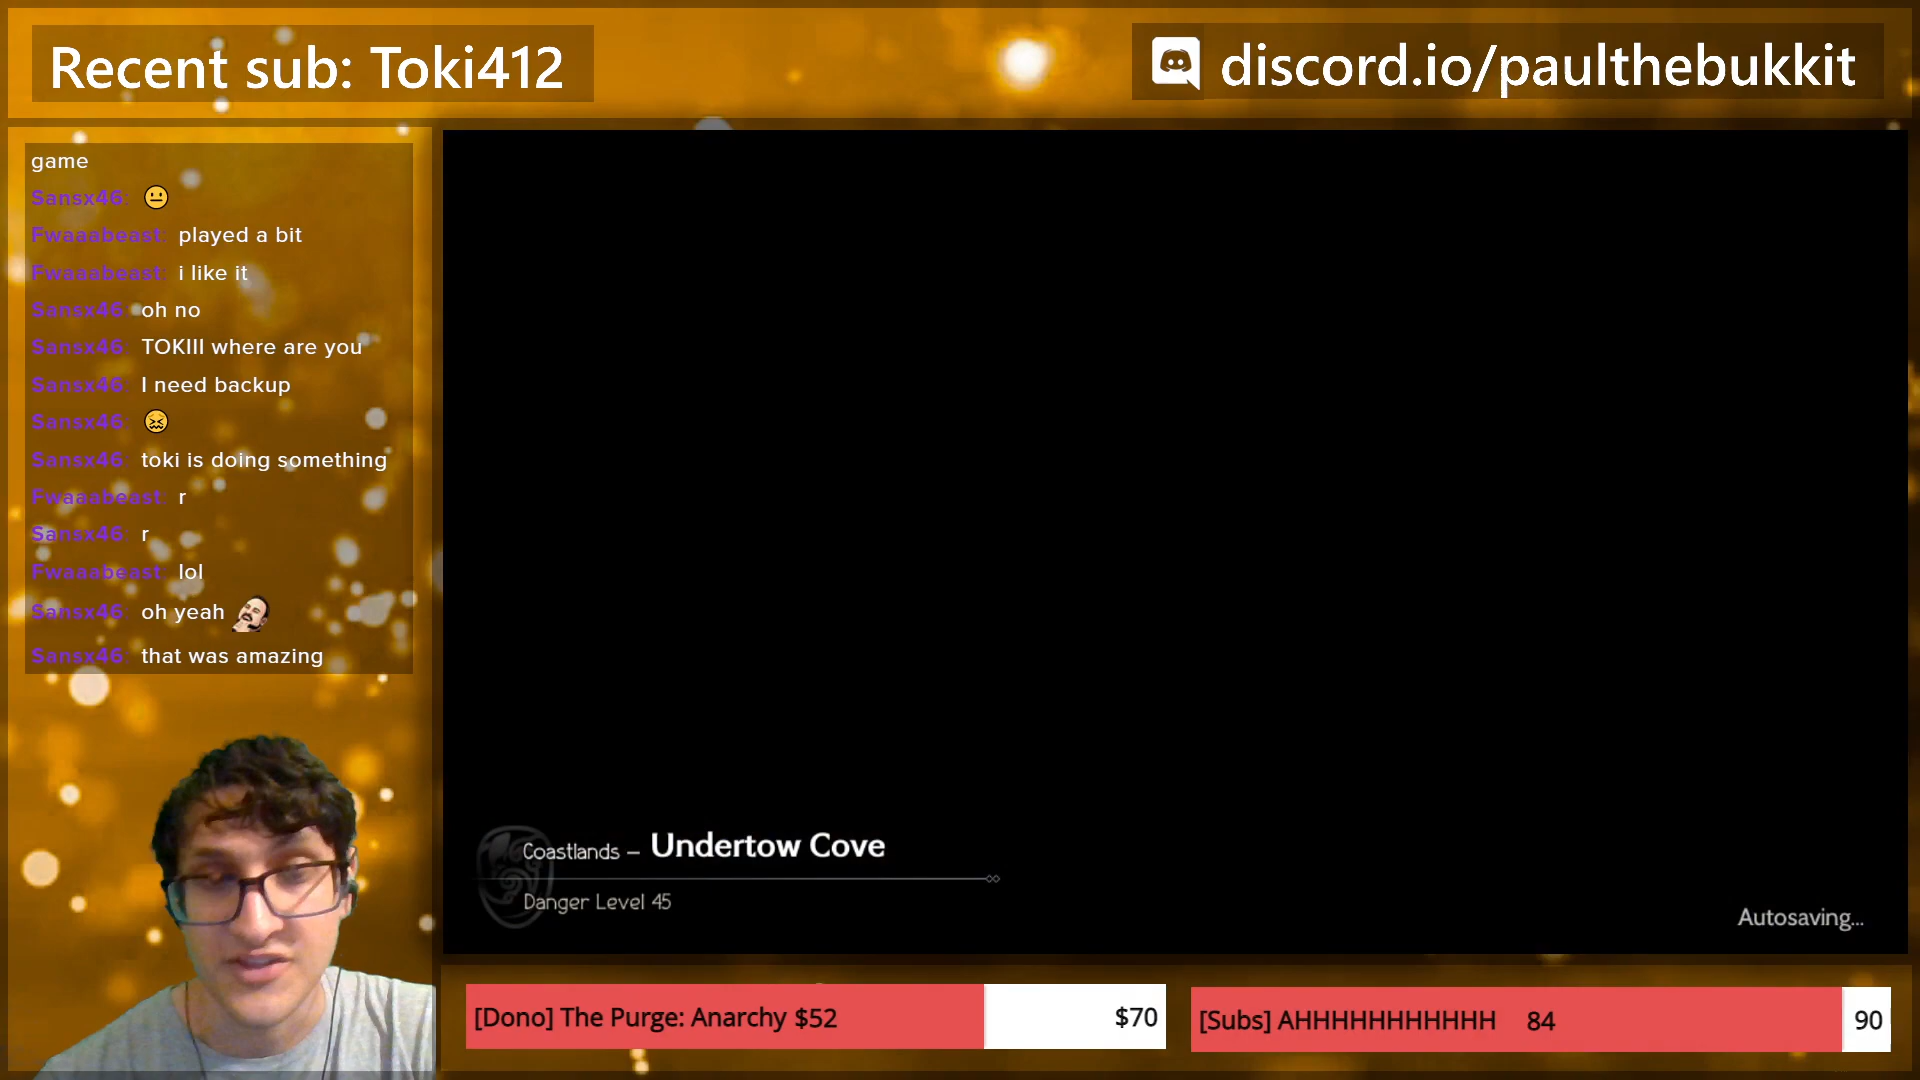 Recent sub: Toki412
discord.io/paulthebukkit
game
Sansx46:
Fwaaabeast: played a bit
Fwaaabeast: i like it
Sansx46: oh no
Sansx46: TOKIII where are you
Sansx46: I need backup
Sansx46:
Sansx46: toki is doing something
Fwaaabeast: r
Sansx46: r
Fwaaabeast: lol
Sansx46: oh yeah
Sansx46: that was amazing
Coastlands – Undertow Cove
Danger Level 45
Autosaving...
[Dono] The Purge: Anarchy $52 $70
[Subs] AHHHHHHHHHHH 84 90